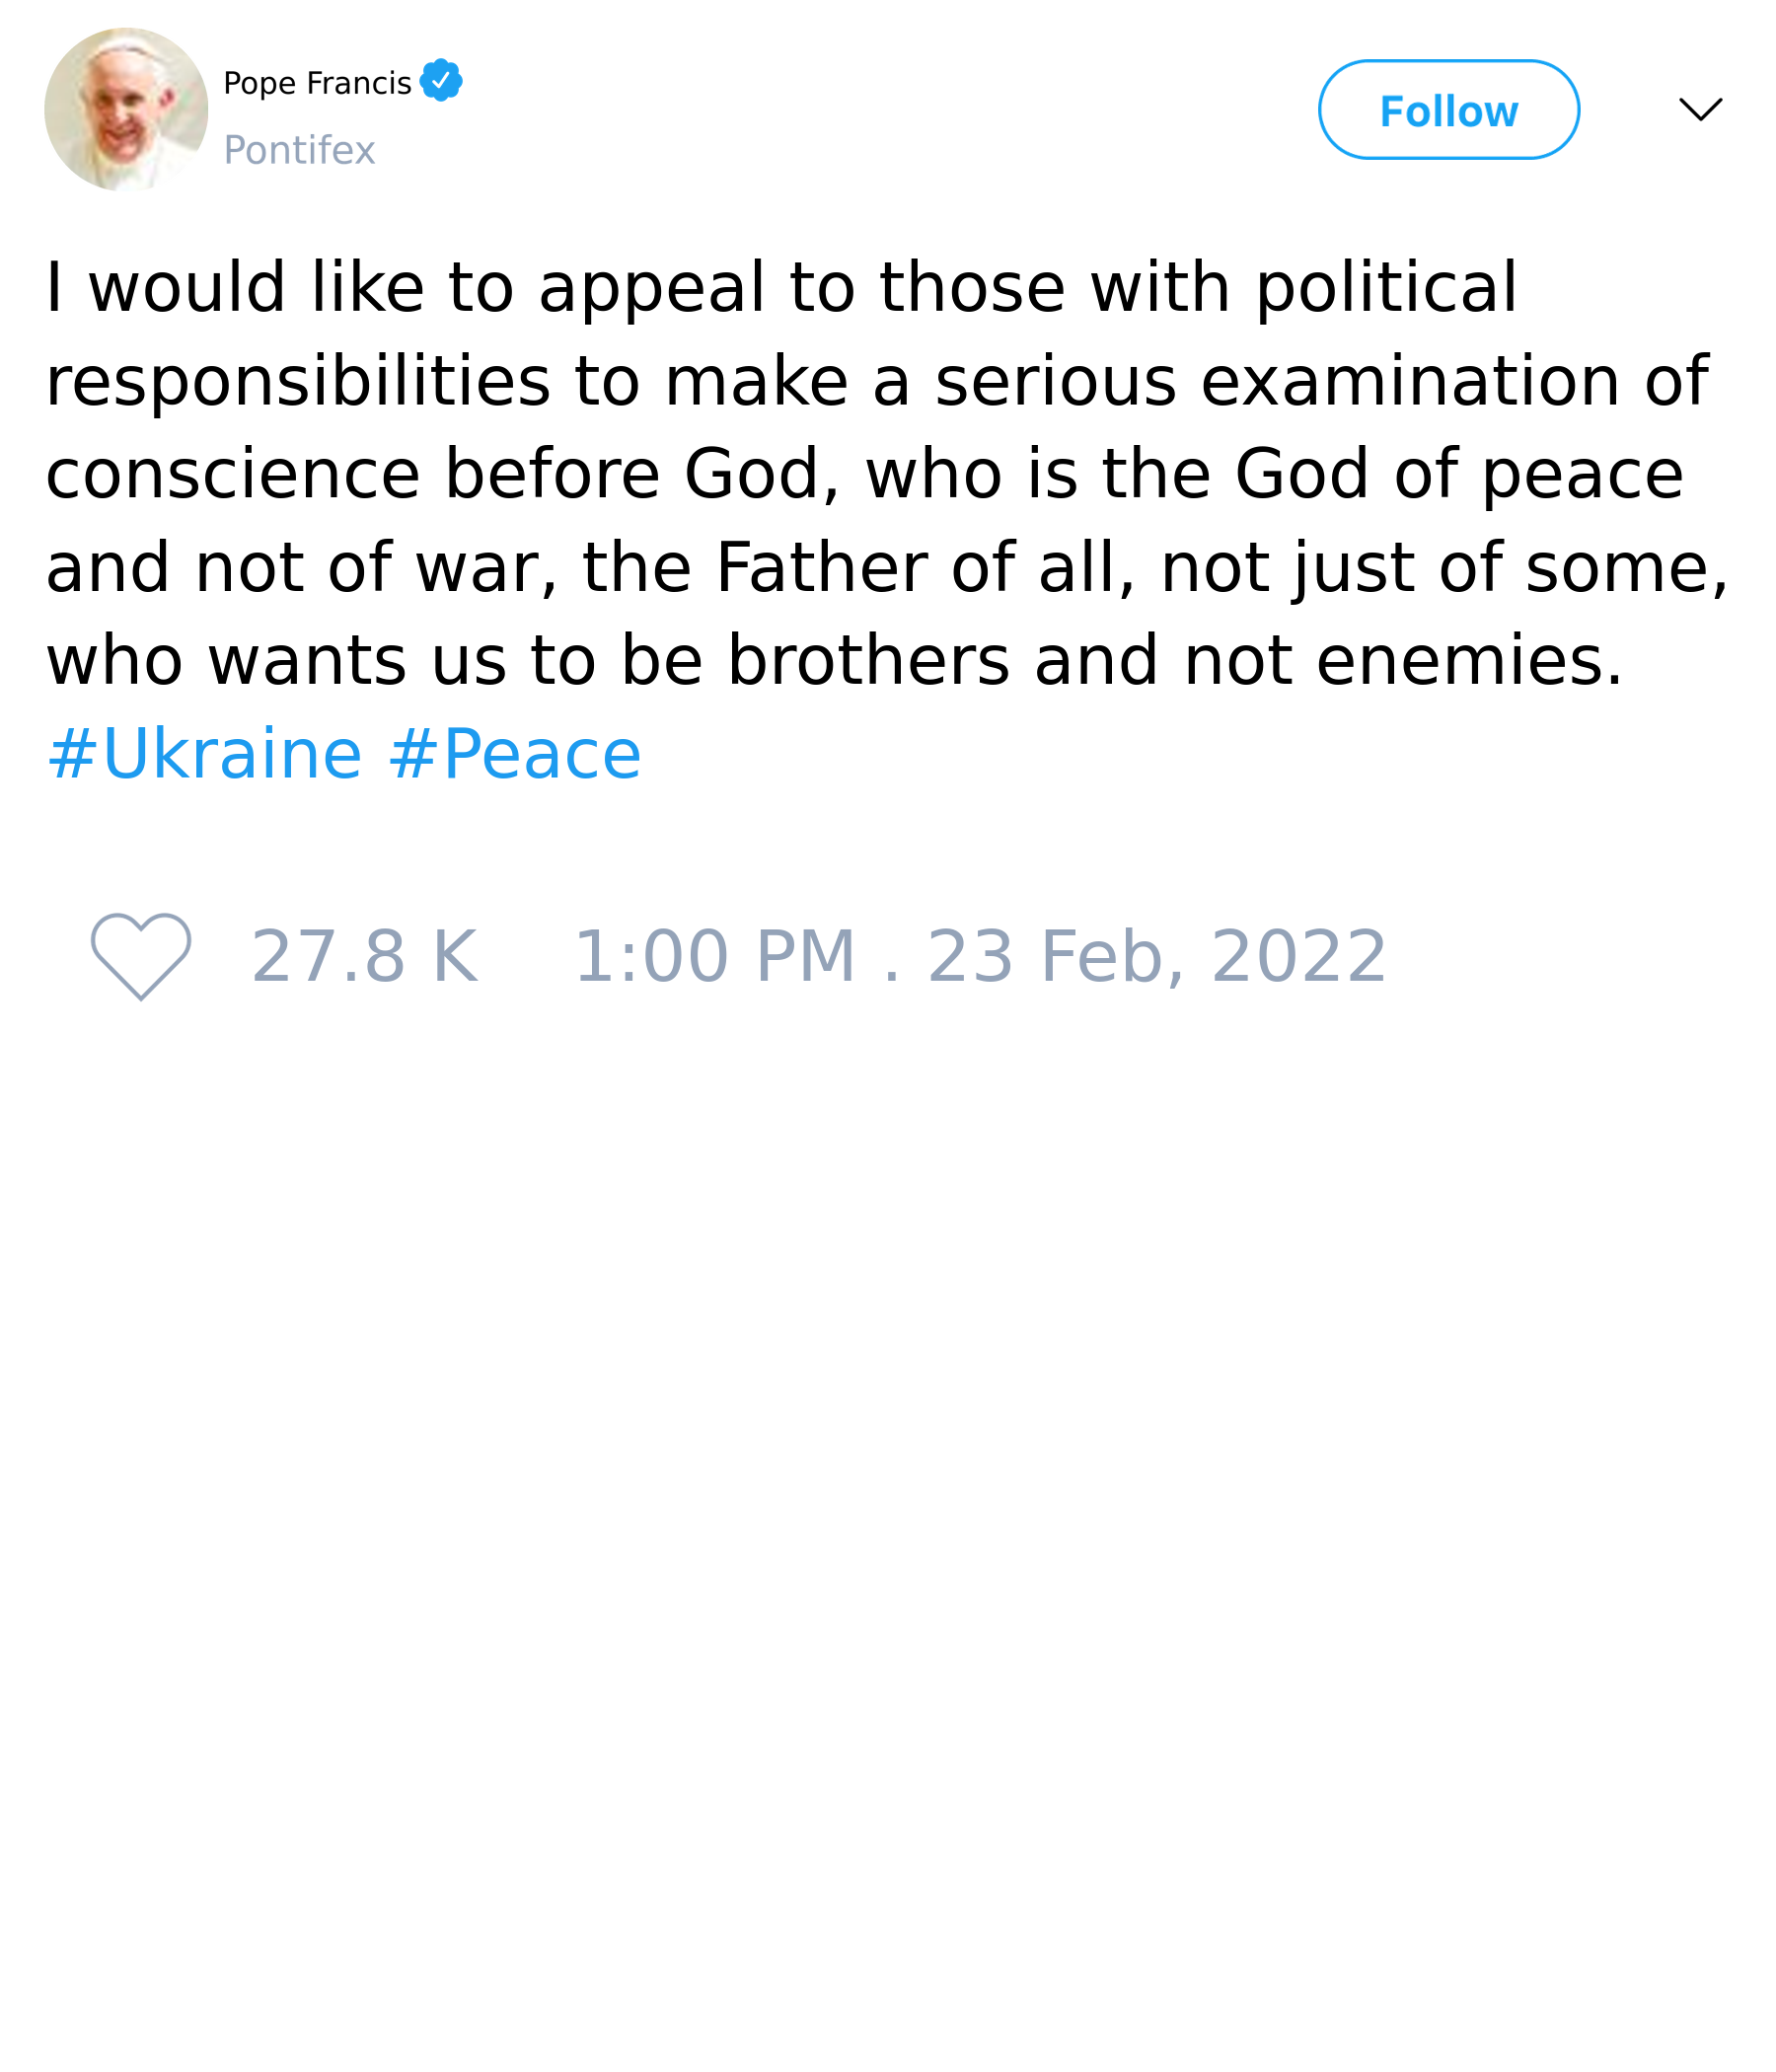 Pope Francis
Pontifex
Follow
I would like to appeal to those with political
responsibilities to make a serious examination of
conscience before God, who is the God of peace
and not of war, the Father of all, not just of some,
who wants us to be brothers and not enemies.
#Ukraine #Peace
27.8 K 1:00 PM . 23 Feb, 2022